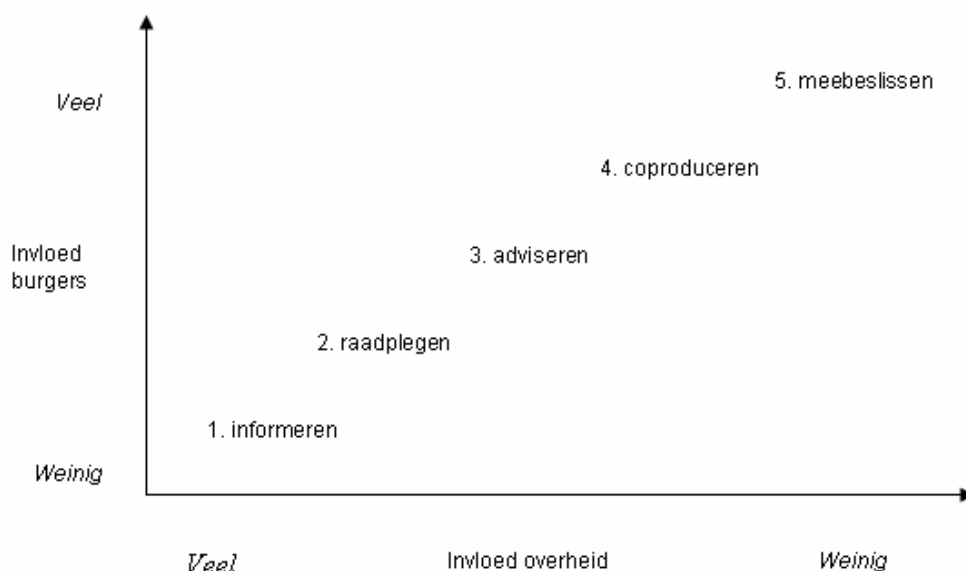 5. meebeslissen
Veel
4. coproduceren
Invloed
burgers
3. adviseren
2. raadplegen
1. informeren
Weinig
Veel
Invloed overheid
Weinig